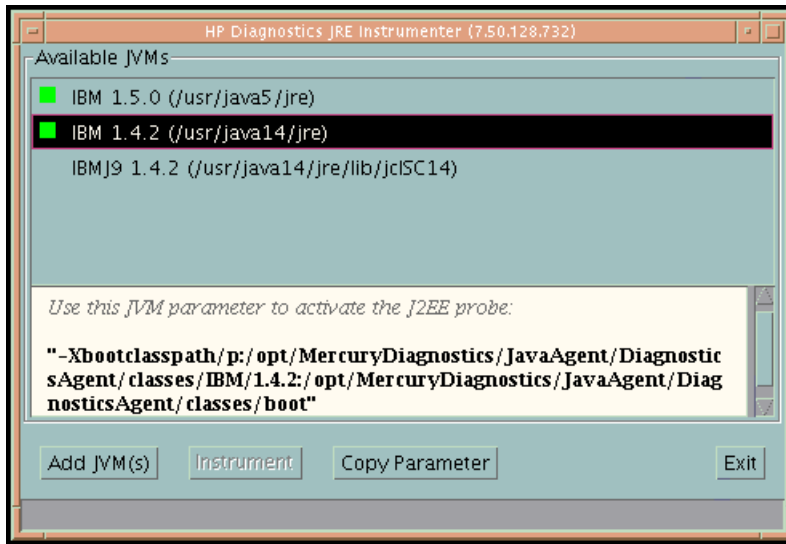 HP Diagnostics JRE Instrumenter (7.50.128.732)
Available JVMs
IBM 1.5.0 (/usr/java5/jre)
IBM 1.4.2 (/usr/java14/jre)
IBMJ9 1.4.2 (/usr/java14/jre/lib/jclSC14)
Use this JVM parameter to activate the J2EE probe:
"-Xbootclasspath/p:/opt/MercuryDiagnostics/JavaAgent/Diagnostic
sAgent/classes/IBM/1.4.2:/opt/MercuryDiagnostics/JavaAgent/Diag
nosticsAgent/classes/boot"
Add JVM(s) Instrument Copy Parameter Exit